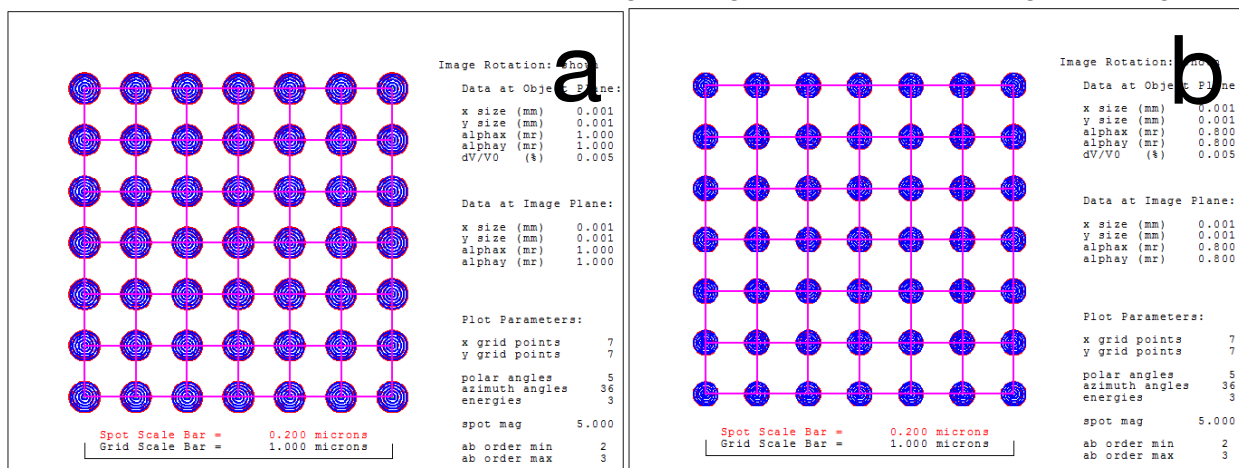 a
Image Rotation: shown
Data at Object Plane:
x size (mm) 0.001
y size (mm) 0.001
alphax (mr) 1.000
alphay (mr) 1.000
dV/V0 (%) 0.005
Data at Image Plane:
x size (mm) 0.001
y size (mm) 0.001
alphax (mr) 1.000
alphay (mr) 1.000
Plot Parameters:
x grid points 7
y grid points 7
polar angles 5
azimuth angles 36
energies 3
spot mag 5.000
ab order min 2
ab order max 3
Spot Scale Bar = 0.200 microns
Grid Scale Bar = 1.000 microns
b
Image Rotation: shown
Data at Object Plane
x size (mm) 0.001
y size (mm) 0.001
alphax (mr) 0.800
alphay (mr) 0.800
dV/V0 (%) 0.005
Data at Image Plane:
x size (mm) 0.001
y size (mm) 0.001
alphax (mr) 0.800
alphay (mr) 0.800
Plot Parameters:
x grid points 7
y grid points 7
polar angles 5
azimuth angles 36
energies 3
spot mag 5.000
ab order min 2
ab order max 3
Spot Scale Bar = 0.200 microns
Grid Scale Bar = 1.000 microns